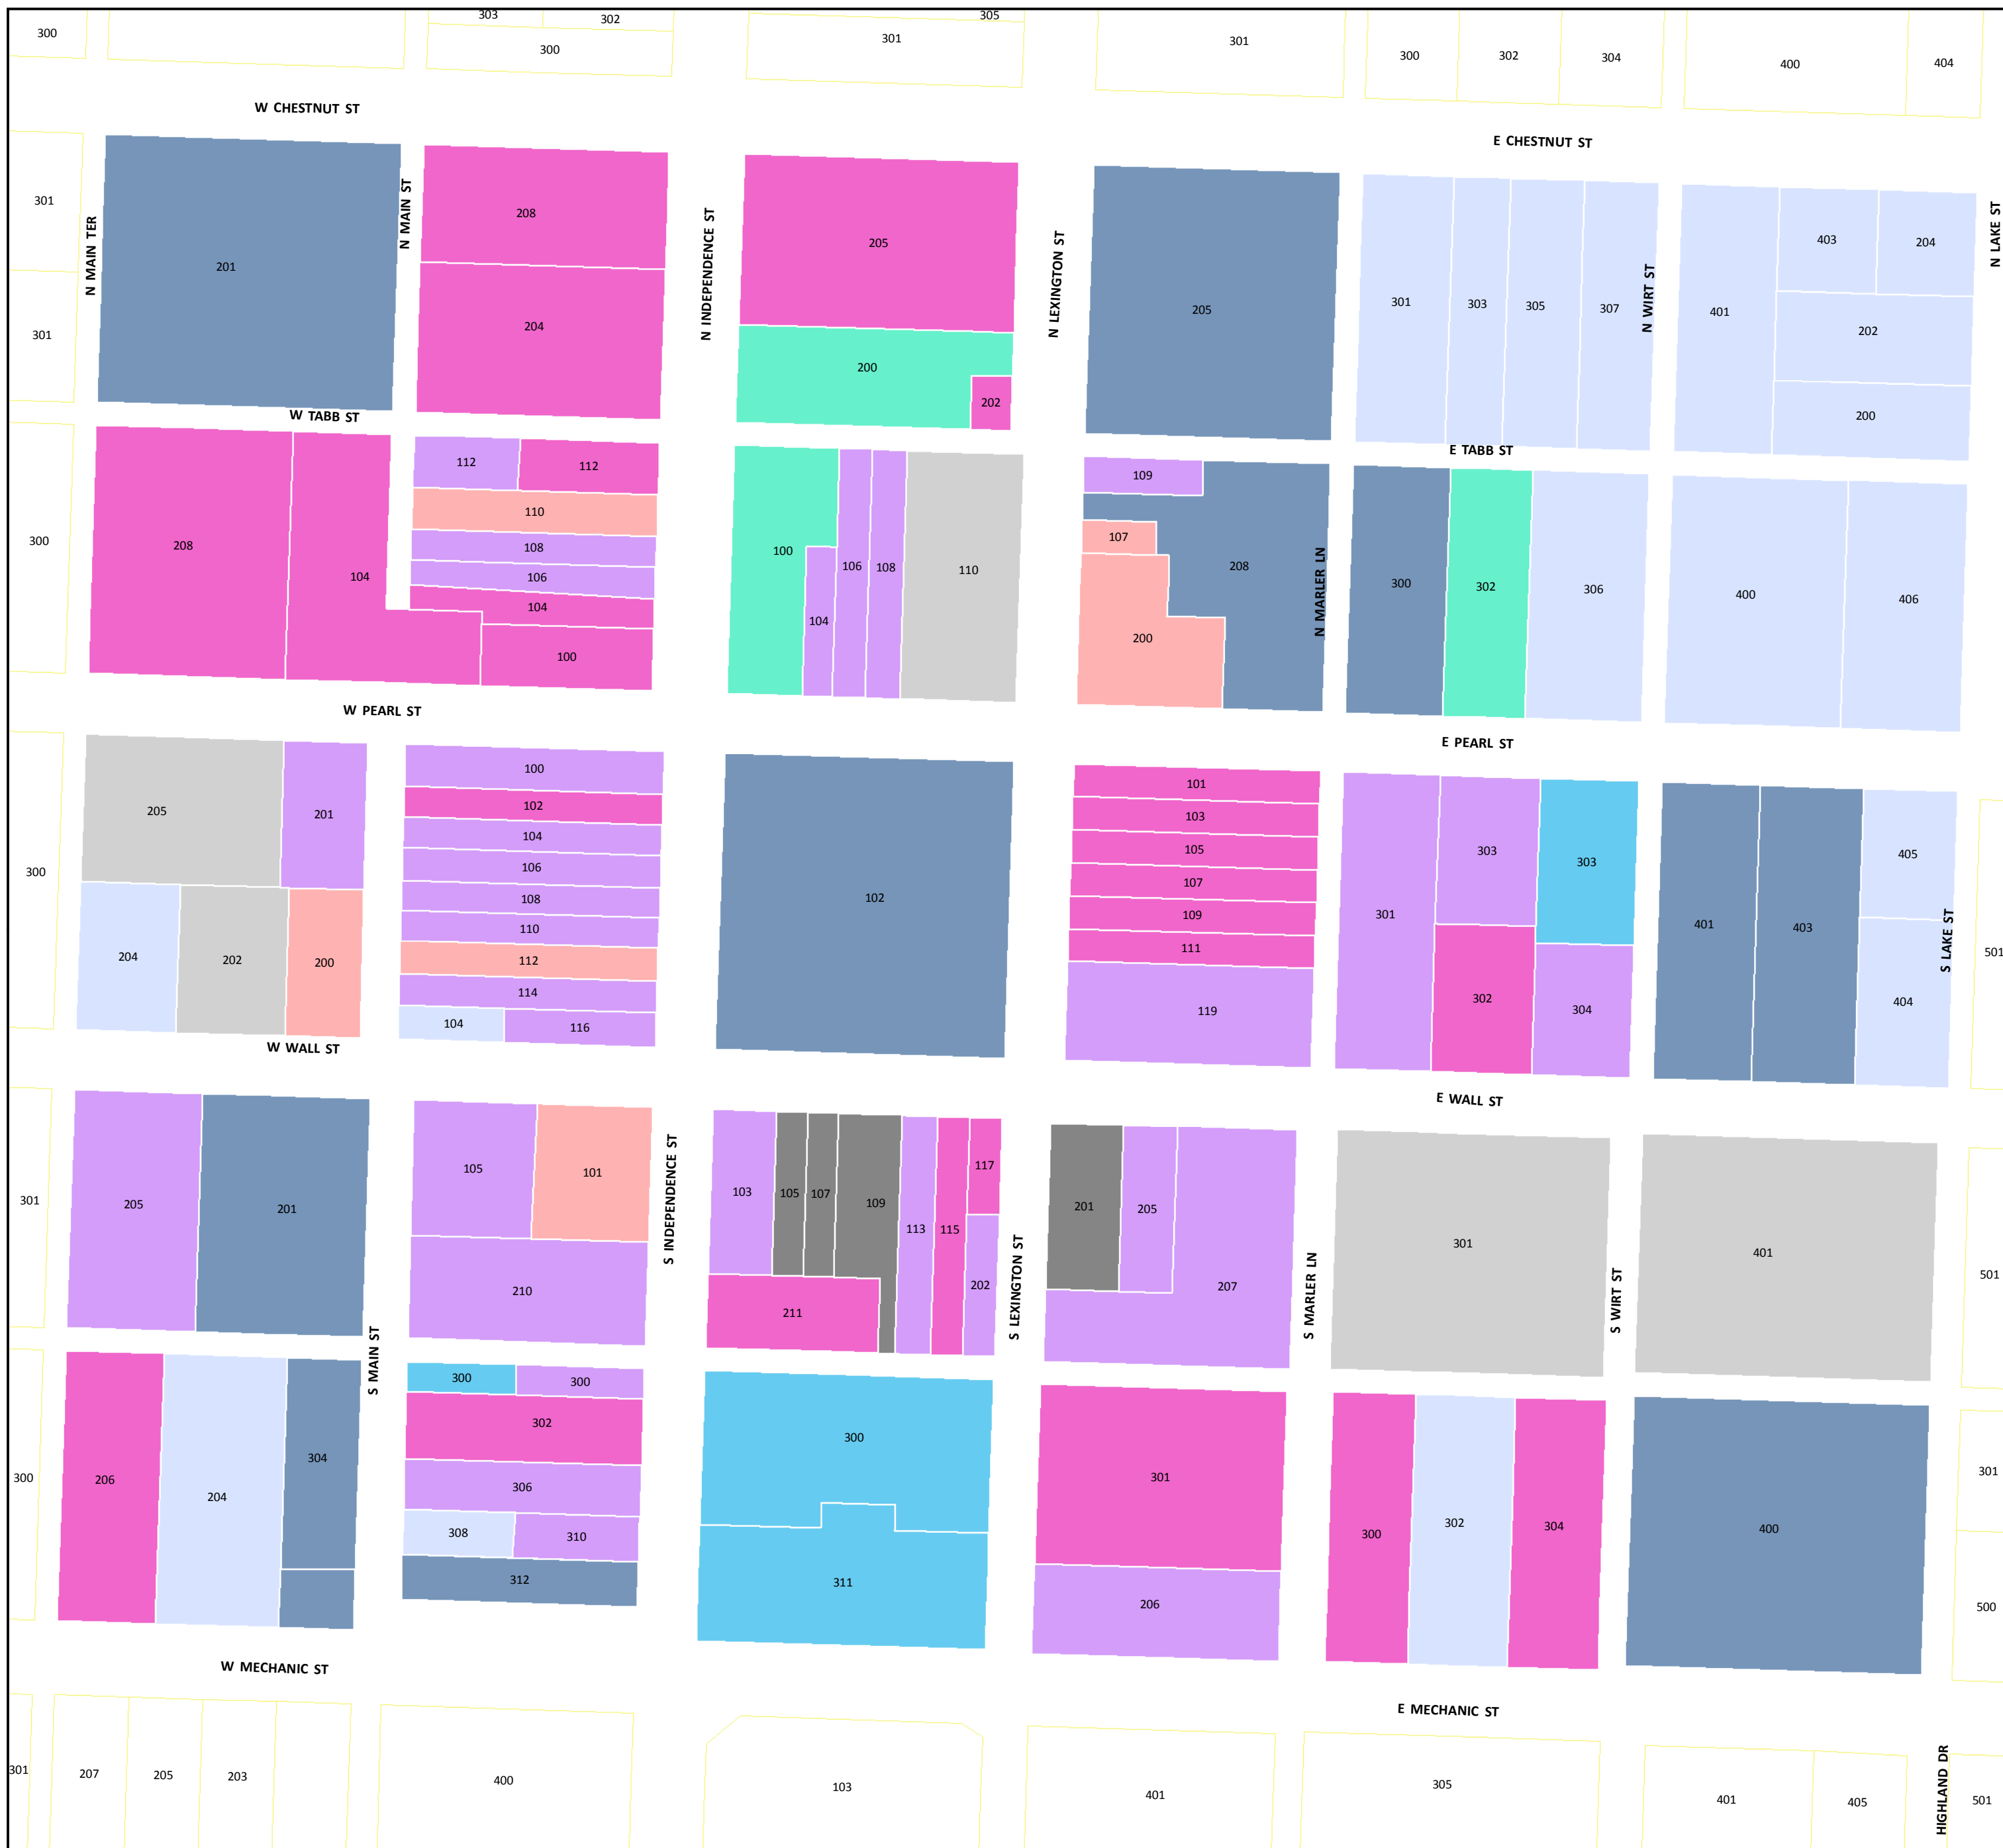 303 302 305
300 300 301 301 300 302 304 400 404
W CHESTNUT ST
E CHESTNUT ST
N MAIN TER
N MAIN ST
N INDEPENDENCE ST
N LEXINGTON ST
N WIRT ST
N LAKE ST
301 208 205 403 204
201 204 205 301 303 305 307 401 202
301 200 202 200
W TABB ST
E TABB ST
112 112 109
110 107
300 208 104 108 100 106 108 110 208 300 302 306 400 406
106
104 104 200
100
N MARLER LN
W PEARL ST
E PEARL ST
205 201 100 101
102 103
104 105 303 303 405
300 106 102 107 301 401 403
108 109
110 111
204 202 200 112 302 304 404 501
114 119
104 116
S LAKE ST
W WALL ST
E WALL ST
301 205 201 105 101 103 105 107 109 113 115 117 201 205 301 401 501
210 211 202 207
S INDEPENDENCE ST
S LEXINGTON ST
S MARLER LN
S WIRT ST
S MAIN ST
300 300
302 300
300 206 204 304 306 301 300 302 304 400 301
308 310
312 311 206 500
W MECHANIC ST
E MECHANIC ST
301 207 205 203 400 103 401 305 401 405 501
HIGHLAND DR